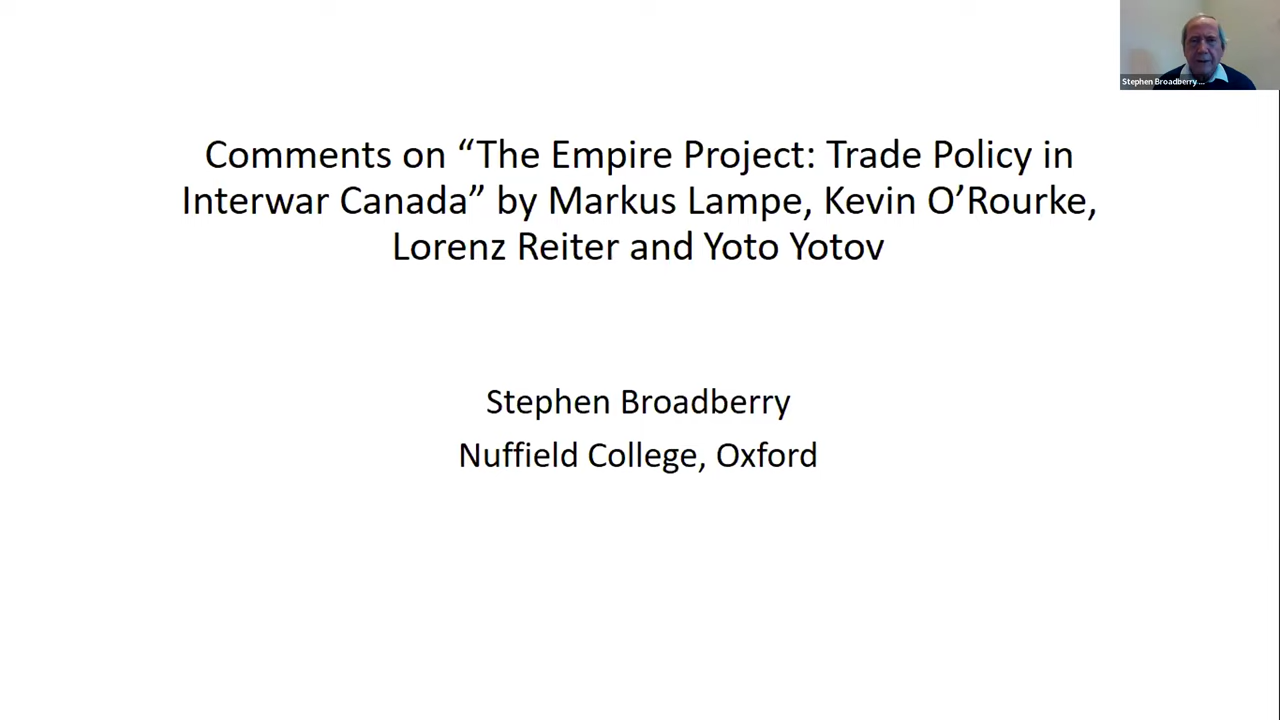 Stephen Broadberry ...
Comments on “The Empire Project: Trade Policy in
Interwar Canada” by Markus Lampe, Kevin O’Rourke,
Lorenz Reiter and Yoto Yotov
Stephen Broadberry
Nuffield College, Oxford